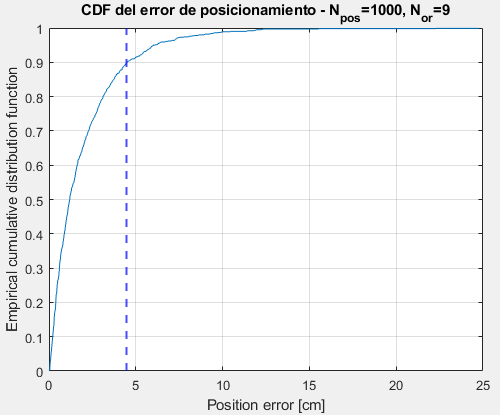 CDF del error de posicionamiento - N_pos=1000, N_or=9
Empirical cumulative distribution function
1
0.9
0.8
0.7
0.6
0.5
0.4
0.3
0.2
0.1
0
0 5 10 15 20 25
Position error [cm]